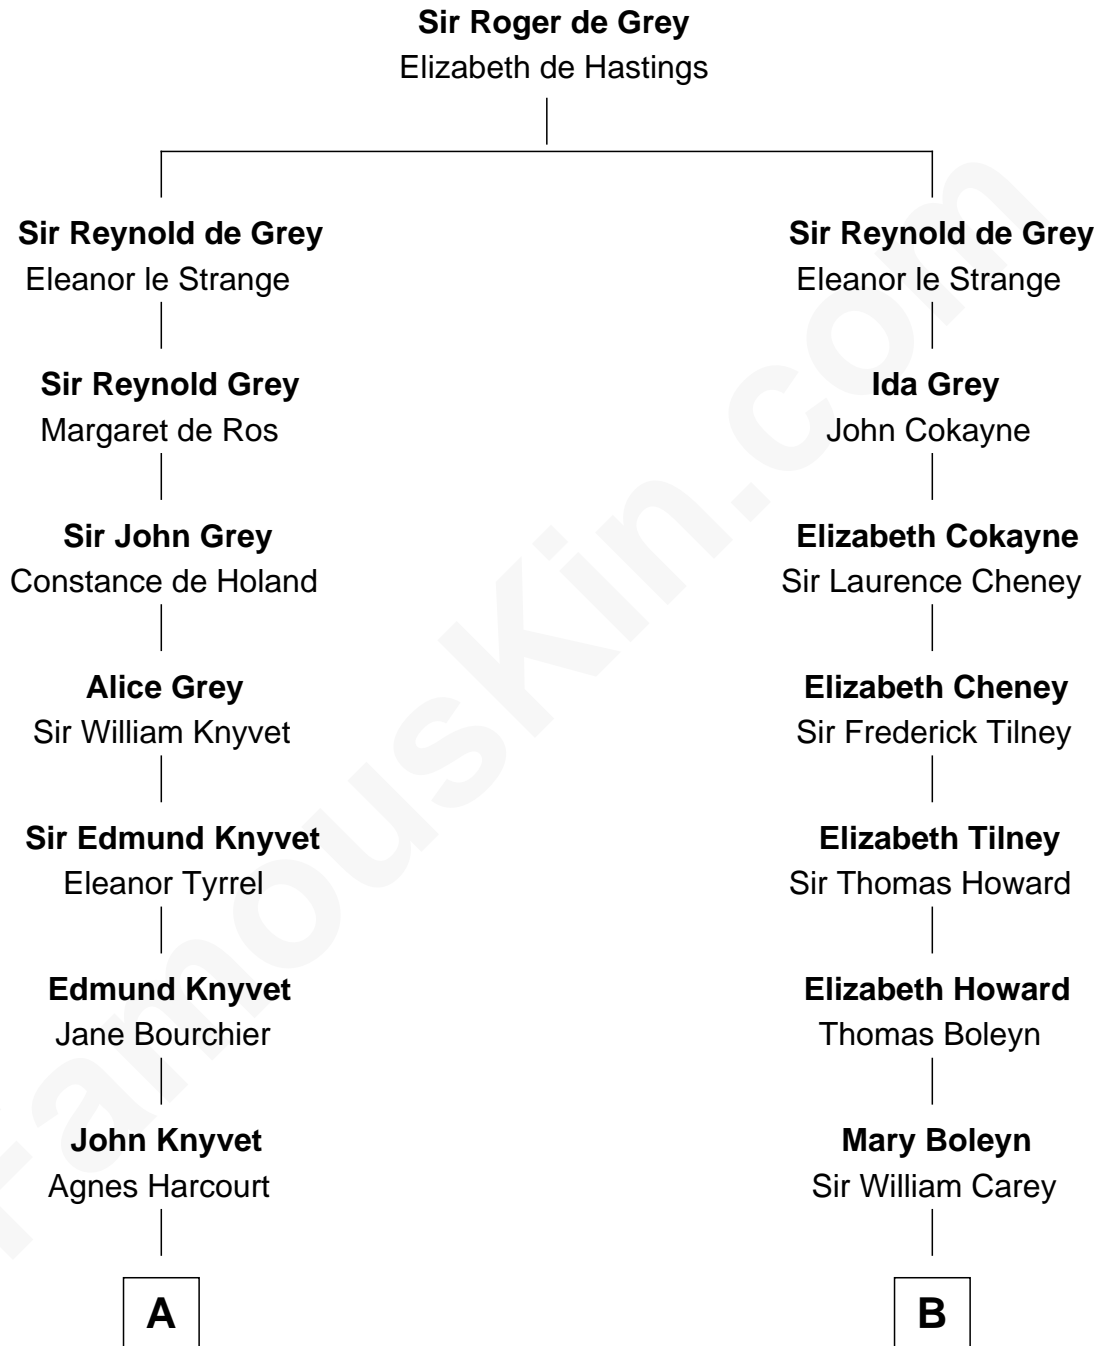 Sir Roger de Grey
Elizabeth de Hastings
Sir Reynold de Grey
Eleanor le Strange
Sir Reynold de Grey
Eleanor le Strange
Sir Reynold Grey
Margaret de Ros
Ida Grey
John Cokayne
Sir John Grey
Constance de Holand
Elizabeth Cokayne
Sir Laurence Cheney
Alice Grey
Sir William Knyvet
Elizabeth Cheney
Sir Frederick Tilney
Sir Edmund Knyvet
Eleanor Tyrrel
Elizabeth Tilney
Sir Thomas Howard
Edmund Knyvet
Jane Bourchier
Elizabeth Howard
Thomas Boleyn
John Knyvet
Agnes Harcourt
Mary Boleyn
Sir William Carey
A
B
FamousKin.com